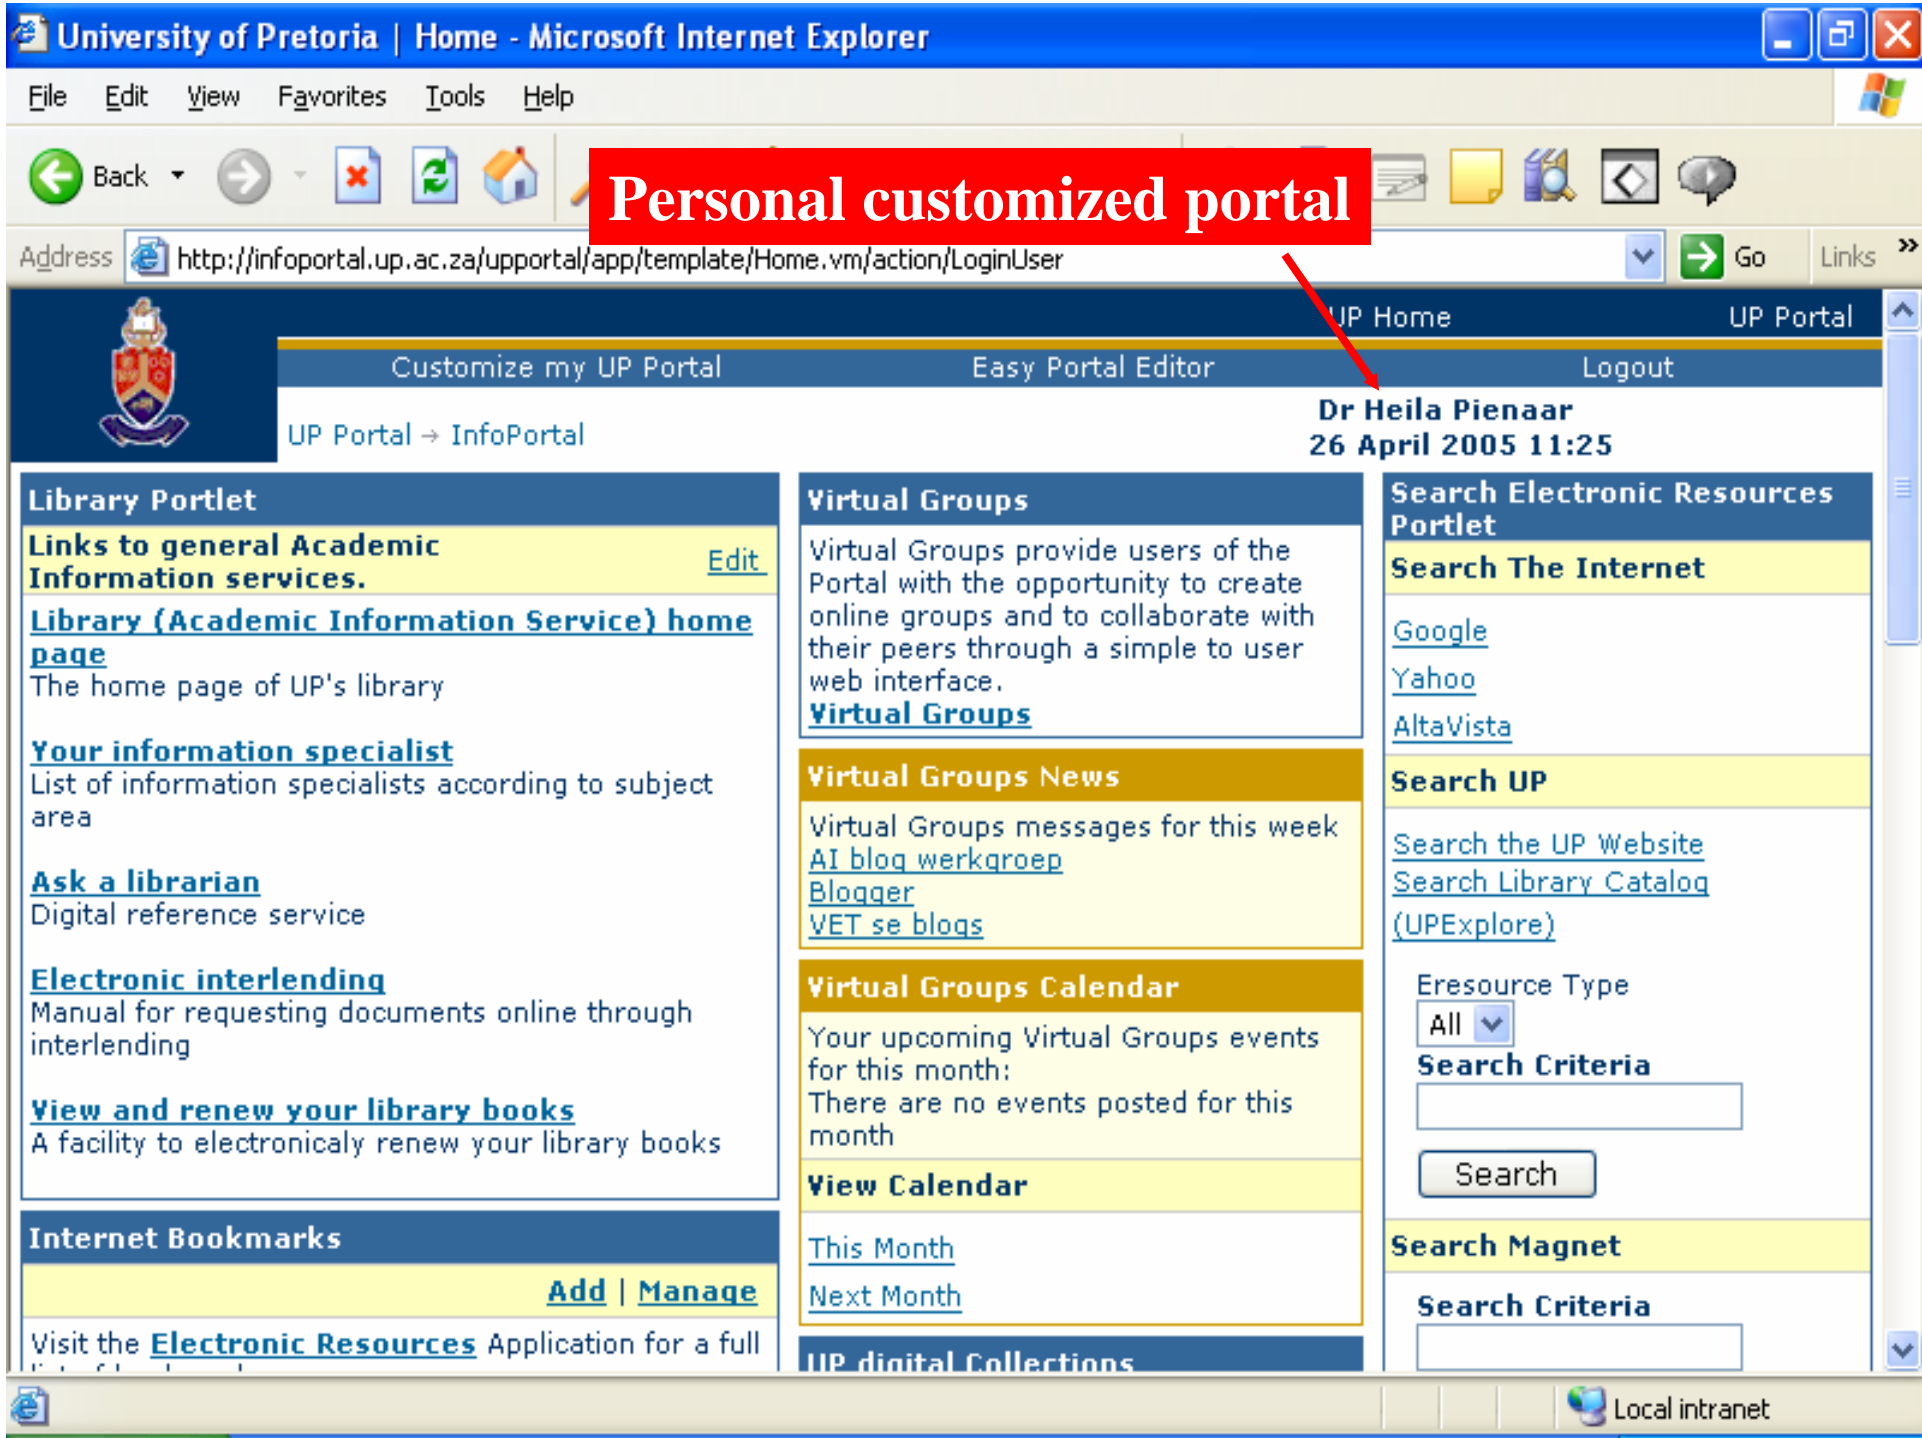 University of Pretoria | Home - Microsoft Internet Explorer
File Edit View Favorites Tools Help
Back
Personal customized portal
Address http://infoportal.up.ac.za/upportal/app/template/Home.vm/action/LoginUser Go Links »
UP Home UP Portal
Customize my UP Portal Easy Portal Editor Logout
UP Portal → InfoPortal
Dr Heila Pienaar
26 April 2005 11:25
Library Portlet
Links to general Academic
Information services.
Edit
Library (Academic Information Service) home
page
The home page of UP's library
Your information specialist
List of information specialists according to subject
area
Ask a librarian
Digital reference service
Electronic interlending
Manual for requesting documents online through
interlending
View and renew your library books
A facility to electronicaly renew your library books
Internet Bookmarks
Add | Manage
Visit the Electronic Resources Application for a full
Virtual Groups
Virtual Groups provide users of the
Portal with the opportunity to create
online groups and to collaborate with
their peers through a simple to user
web interface.
Virtual Groups
Virtual Groups News
Virtual Groups messages for this week
AI blog werkgroep
Blogger
VET se blogs
Virtual Groups Calendar
Your upcoming Virtual Groups events
for this month:
There are no events posted for this
month
View Calendar
This Month
Next Month
UP digital Collections
Search Electronic Resources
Portlet
Search The Internet
Google
Yahoo
AltaVista
Search UP
Search the UP Website
Search Library Catalog
(UPExplore)
Eresource Type
All
Search Criteria
Search
Search Magnet
Search Criteria
Local intranet